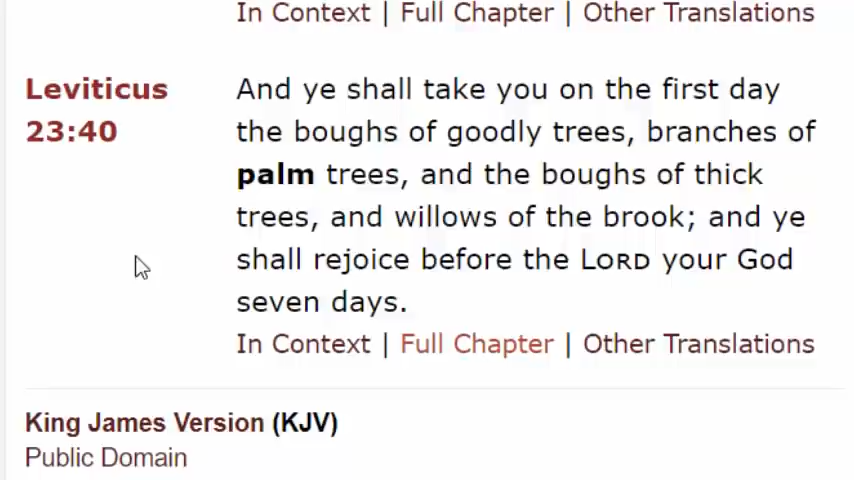 In Context | Full Chapter | Other Translations
Leviticus 23:40
And ye shall take you on the first day
the boughs of goodly trees, branches of
palm trees, and the boughs of thick
trees, and willows of the brook; and ye
shall rejoice before the LORD your God
seven days.
In Context | Full Chapter | Other Translations
King James Version (KJV)
Public Domain